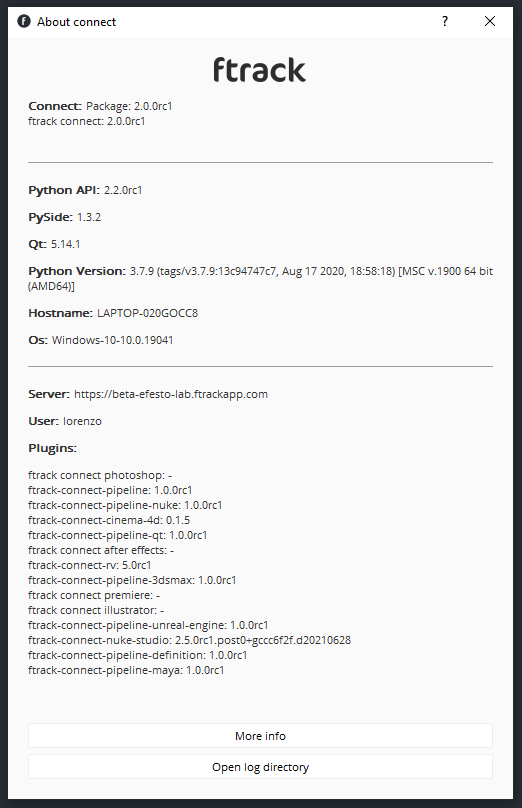 About connect
?
ftrack
Connect: Package: 2.0.0rc1
ftrack connect: 2.0.0rc1
Python API: 2.2.0rc1
PySide: 1.3.2
Qt: 5.14.1
Python Version: 3.7.9 (tags/v3.7.9:13c94747c7, Aug 17 2020, 18:58:18) [MSC v.1900 64 bit
(AMD64)]
Hostname: LAPTOP-020GOCC8
Os: Windows-10-10.0.19041
Server: https://beta-efesto-lab.ftrackapp.com
User: lorenzo
Plugins:
ftrack connect photoshop: -
ftrack-connect-pipeline: 1.0.0rc1
ftrack-connect-pipeline-nuke: 1.0.0rc1
ftrack-connect-cinema-4d: 0.1.5
ftrack-connect-pipeline-qt: 1.0.0rc1
ftrack connect after effects: -
ftrack-connect-rv: 5.0rc1
ftrack-connect-pipeline-3dsmax: 1.0.0rc1
ftrack connect premiere: -
ftrack connect illustrator: -
ftrack-connect-pipeline-unreal-engine: 1.0.0rc1
ftrack-connect-nuke-studio: 2.5.0rc1.post0+gccc6f2f.d20210628
ftrack-connect-pipeline-definition: 1.0.0rc1
ftrack-connect-pipeline-maya: 1.0.0rc1
More info
Open log directory